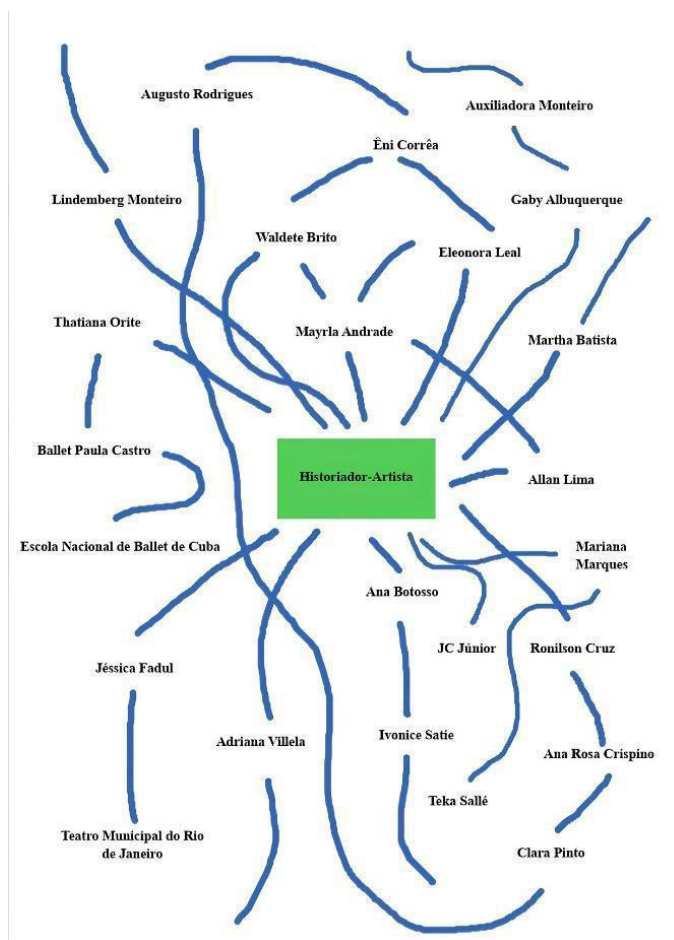 Augusto Rodrigues
Auxiliadora Monteiro
Êni Corrêa
Lindemberg Monteiro
Gaby Albuquerque
Waldete Brito
Eleonora Leal
Thatiana Orite
Mayrla Andrade
Martha Batista
Ballet Paula Castro
Historiador-Artista
Allan Lima
Escola Nacional de Ballet de Cuba
Mariana
Marques
Ana Botosso
JC Júnior
Ronilson Cruz
Jéssica Fadul
Adriana Villela
Ivonice Satie
Ana Rosa Crispino
Teka Sallé
Teatro Municipal do Rio
de Janeiro
Clara Pinto